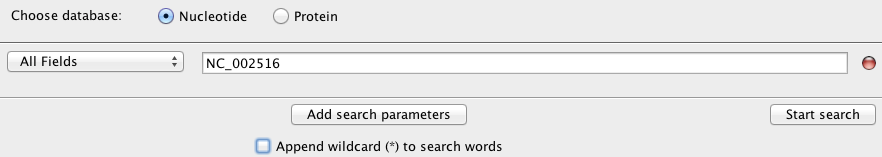 Choose database: Nucleotide Protein
All Fields NC_002516
Add search parameters Start search
Append wildcard (*) to search words